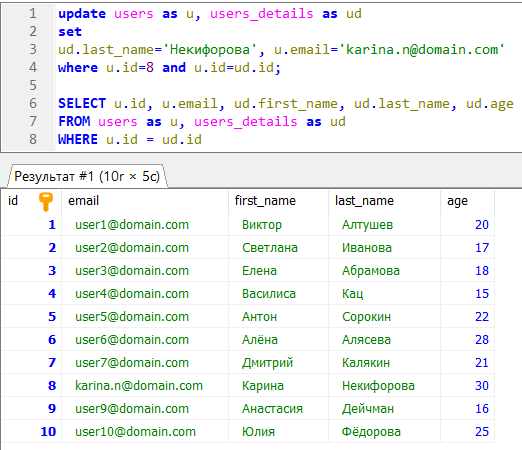 1 update users as u, users_details as ud
2 set
3 ud.last_name='Некифорова', u.email='karina.n@domain.com'
4 where u.id=8 and u.id=ud.id;
5
6 SELECT u.id, u.email, ud.first_name, ud.last_name, ud.age
7 FROM users as u, users_details as ud
8 WHERE u.id = ud.id
Результат #1 (10r × 5c)
id email first_name last_name age
1 user1@domain.com Виктор Алтушев 20
2 user2@domain.com Светлана Иванова 17
3 user3@domain.com Елена Абрамова 18
4 user4@domain.com Василиса Кац 15
5 user5@domain.com Антон Сорокин 22
6 user6@domain.com Алёна Алясева 28
7 user7@domain.com Дмитрий Калякин 21
8 karina.n@domain.com Карина Некифорова 30
9 user9@domain.com Анастасия Дейчман 16
10 user10@domain.com Юлия Фёдорова 25